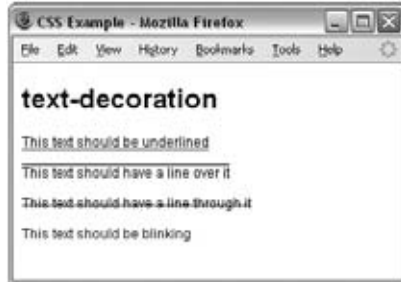 CSS Example - Mozilla Firefox
File Edit View History Bookmarks Tools Help
text-decoration
This text should be underlined
This text should have a line over it
This text should have a line through it
This text should be blinking